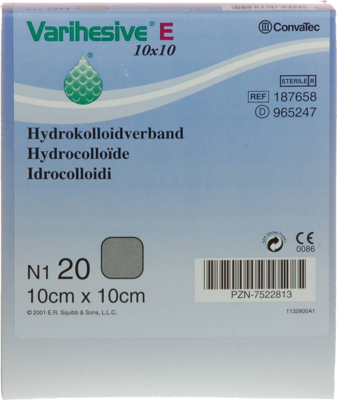 Varihesive® E
ConvaTec
10x10
STERILE R
REF 187658
D 965247
Hydrokolloidverband
Hydrocolloïde
Idrocolloidi
CE
0086
N1 20
10cm x 10cm
PZN-7522813
© 2001 E.R. Squibb & Sons, L.L.C.
1132800A1